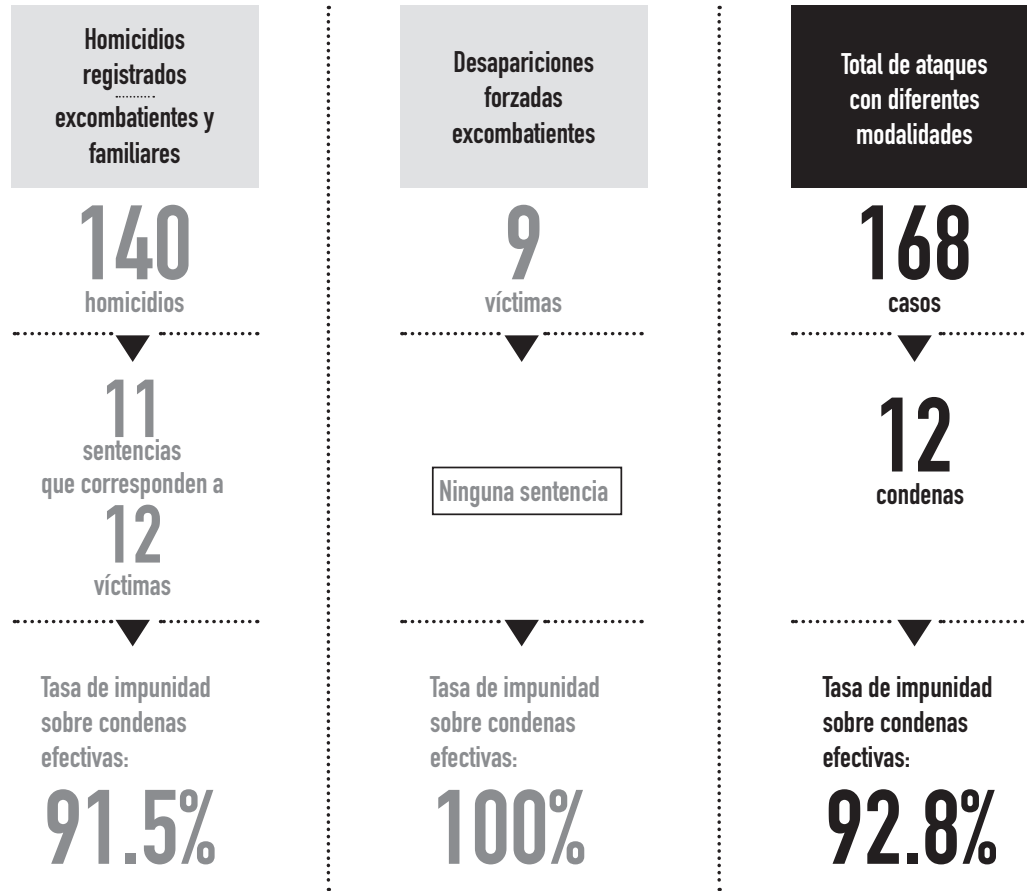 Homicidios
registrados
excombatientes y
familiares
140
homicidios
11
sentencias
que corresponden a
12
víctimas
Tasa de impunidad
sobre condenas
efectivas:
91.5%
Desapariciones
forzadas
excombatientes
9
víctimas
Ninguna sentencia
Tasa de impunidad
sobre condenas
efectivas:
100%
Total de ataques
con diferentes
modalidades
168
casos
12
condenas
Tasa de impunidad
sobre condenas
efectivas:
92.8%